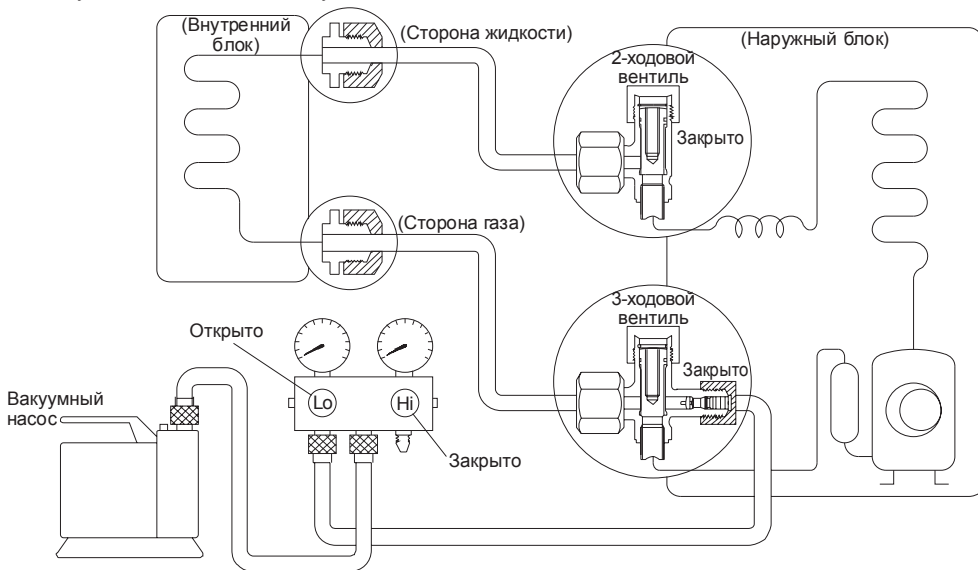 (Внутренний
блок)
(Сторона жидкости)
(Наружный блок)
2-ходовой
вентиль
Закрыто
(Сторона газа)
3-ходовой
вентиль
Закрыто
Открыто
Lo
Hi
Вакуумный
насос
Закрыто